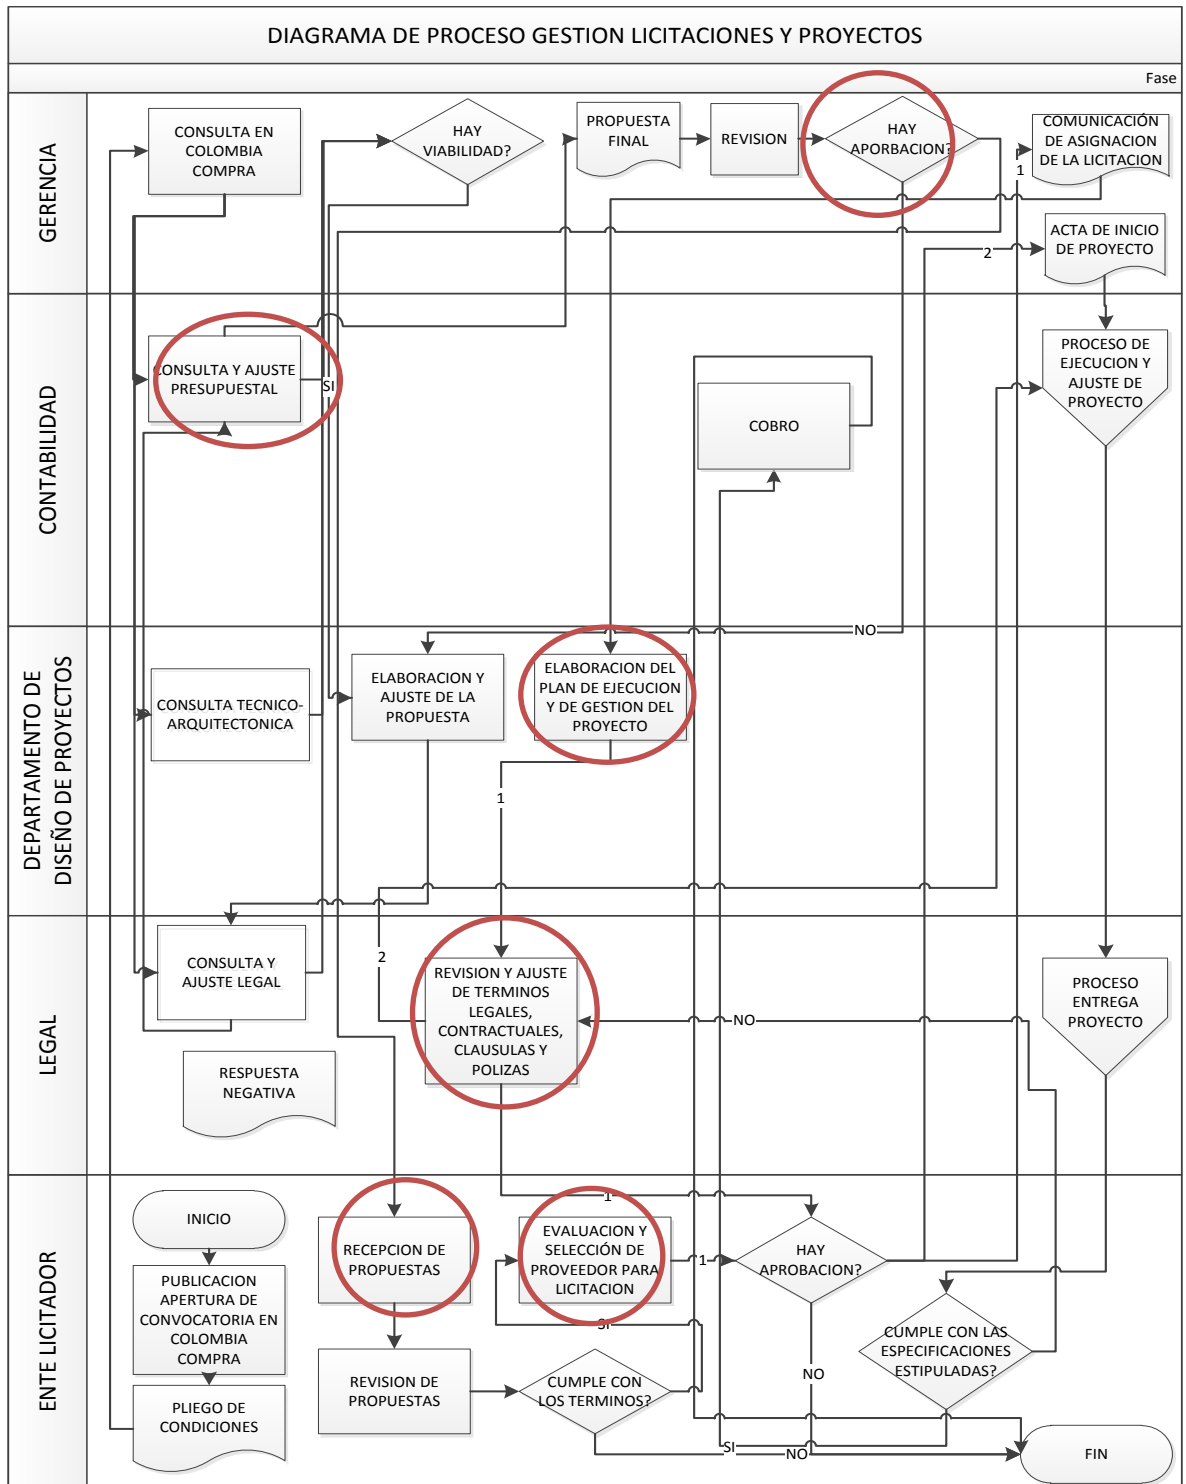 DIAGRAMA DE PROCESO GESTION LICITACIONES Y PROYECTOS
Fase
GERENCIA
CONSULTA EN
COLOMBIA
COMPRA
HAY
VIABILIDAD?
PROPUESTA
FINAL
REVISION
HAY
APORBACION?
COMUNICACIÓN
DE ASIGNACION
DE LA LICITACION
1
ACTA DE INICIO
DE PROYECTO
2
CONTABILIDAD
CONSULTA Y AJUSTE
PRESUPUESTAL
SI
COBRO
PROCESO DE
EJECUCION Y
AJUSTE DE
PROYECTO
NO
DEPARTAMENTO DE
DISEÑO DE PROYECTOS
CONSULTA TECNICO-
ARQUITECTONICA
ELABORACION Y
AJUSTE DE LA
PROPUESTA
ELABORACION DEL
PLAN DE EJECUCION
Y DE GESTION DEL
PROYECTO
1
LEGAL
CONSULTA Y
AJUSTE LEGAL
2
REVISION Y AJUSTE
DE TERMINOS
LEGALES,
CONTRACTUALES,
CLAUSULAS Y
POLIZAS
NO
PROCESO
ENTREGA
PROYECTO
RESPUESTA
NEGATIVA
ENTE LICITADOR
INICIO
1
RECEPCION DE
PROPUESTAS
EVALUACION Y
SELECCIÓN DE
PROVEEDOR PARA
LICITACION
1
HAY
APROBACION?
PUBLICACION
APERTURA DE
CONVOCATORIA EN
COLOMBIA
COMPRA
SI
REVISION DE
PROPUESTAS
CUMPLE CON
LOS TERMINOS?
NO
CUMPLE CON LAS
ESPECIFICACIONES
ESTIPULADAS?
PLIEGO DE
CONDICIONES
SI
NO
FIN